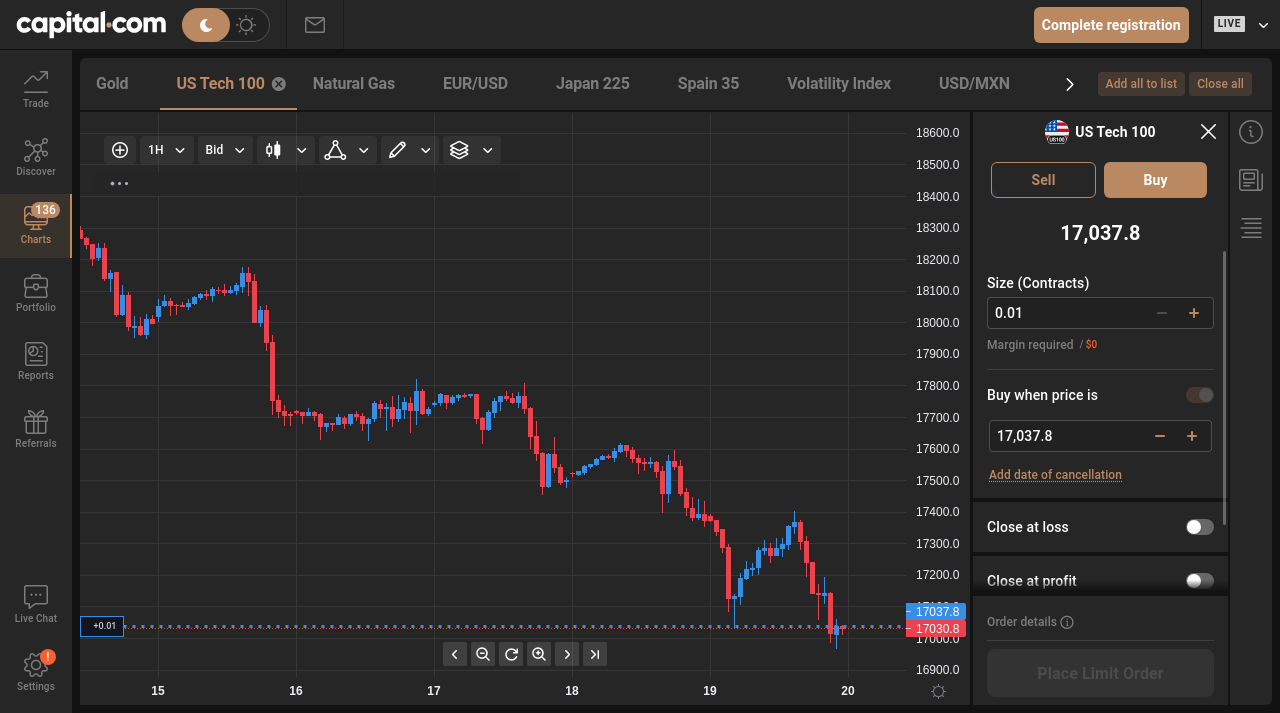 capital.com
Complete registration
LIVE
Trade
Discover
136
Charts
Portfolio
Reports
Referrals
Live Chat
!
Settings
Gold
US Tech 100
Natural Gas
EUR/USD
Japan 225
Spain 35
Volatility Index
USD/MXN
Add all to list
Close all
1H
Bid
18600.0
18500.0
18400.0
18300.0
18200.0
18100.0
18000.0
17900.0
17800.0
17700.0
17600.0
17500.0
17400.0
17300.0
17200.0
17037.8
17030.8
17000.0
16900.0
+0.01
15
16
17
18
19
20
US100
US Tech 100
Sell
Buy
17,037.8
Size (Contracts)
0.01
Margin required / $0
Buy when price is
17,037.8
Add date of cancellation
Close at loss
Close at profit
Order details
Place Limit Order